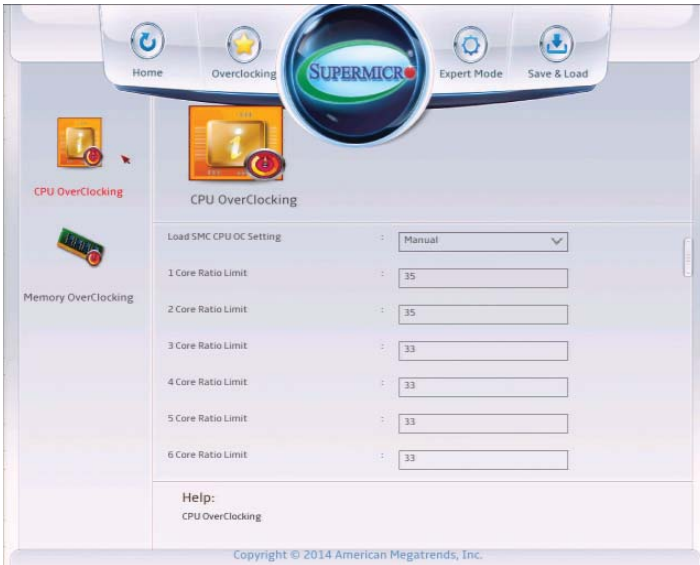 Home
Overclocking
SUPERMICRO
Expert Mode
Save & Load
CPU OverClocking
Memory OverClocking
CPU OverClocking
Load SMC CPU OC Setting : Manual
1 Core Ratio Limit : 35
2 Core Ratio Limit : 35
3 Core Ratio Limit : 33
4 Core Ratio Limit : 33
5 Core Ratio Limit : 33
6 Core Ratio Limit : 33
Help:
CPU OverClocking
Copyright © 2014 American Megatrends, Inc.